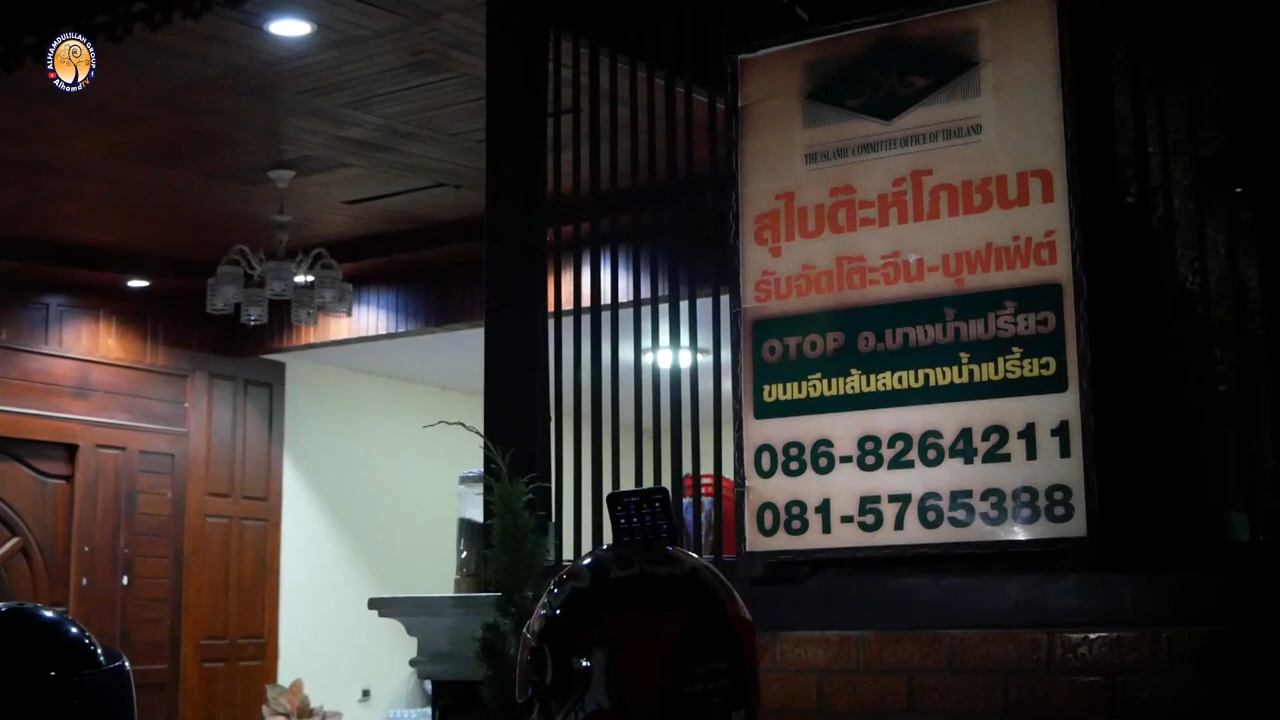 ALHAMDULILLAH GROUP
AlhamdTV
THE ISLAMIC COMMITTEE OFFICE OF THAILAND
สุไบด๊ะห์โภชนา
รับจัดโต๊ะจีน-บุฟเฟ่ต์
OTOP อ.บางน้ำเปรี้ยว
ขนมจีนเส้นสดบางน้ำเปรี้ยว
086-8264211
081-5765388